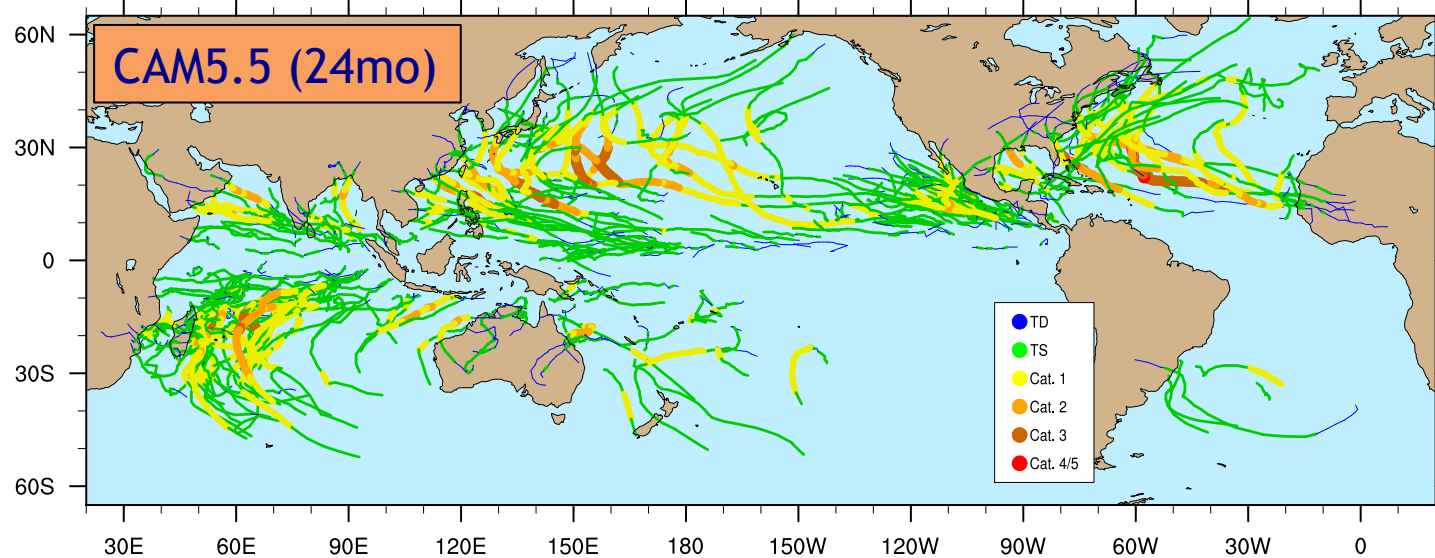 CAM5.5 (24mo)
60N
30N
0
30S
60S
TD
TS
Cat. 1
Cat. 2
Cat. 3
Cat. 4/5
30E 60E 90E 120E 150E 180 150W 120W 90W 60W 30W 0